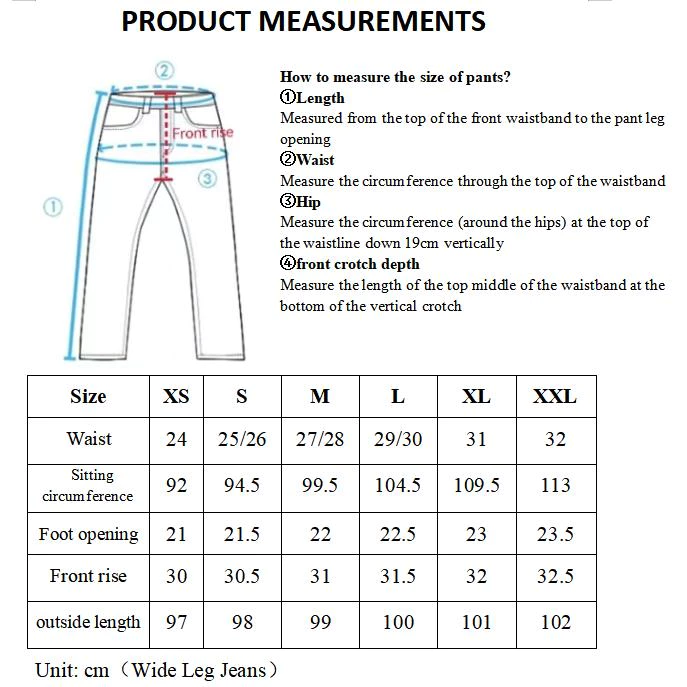 PRODUCT MEASUREMENTS
②
Front rise
③
①
How to measure the size of pants?
①Length
Measured from the top of the front waistband to the pant leg
opening
②Waist
Measure the circumference through the top of the waistband
③Hip
Measure the circumference (around the hips) at the top of
the waistline down 19cm vertically
④front crotch depth
Measure the length of the top middle of the waistband at the
bottom of the vertical crotch
Size XS S M L XL XXL
Waist 24 25/26 27/28 29/30 31 32
Sitting
circumference 92 94.5 99.5 104.5 109.5 113
Foot opening 21 21.5 22 22.5 23 23.5
Front rise 30 30.5 31 31.5 32 32.5
outside length 97 98 99 100 101 102
Unit: cm（Wide Leg Jeans）